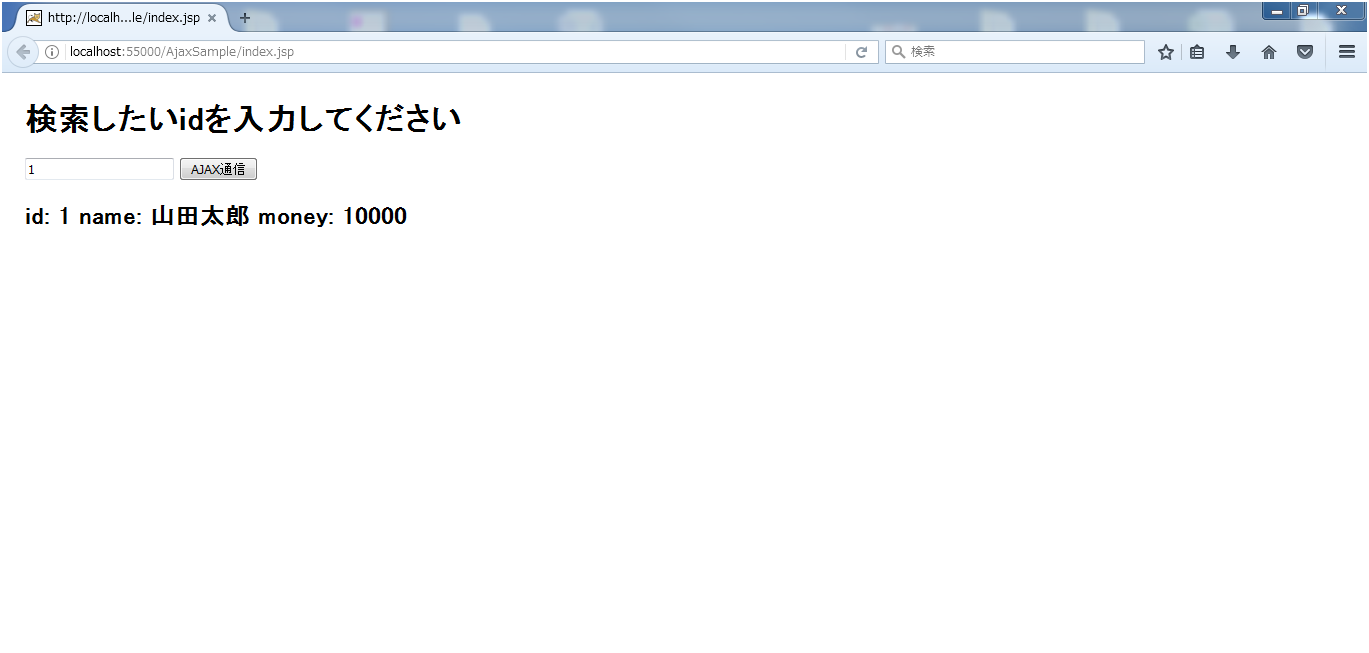 http://localh...le/index.jsp
localhost:55000/AjaxSample/index.jsp
検索
検索したいidを入力してください
1
AJAX通信
id: 1 name: 山田太郎 money: 10000